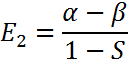 E₂ = (α − β) / (1 − S)